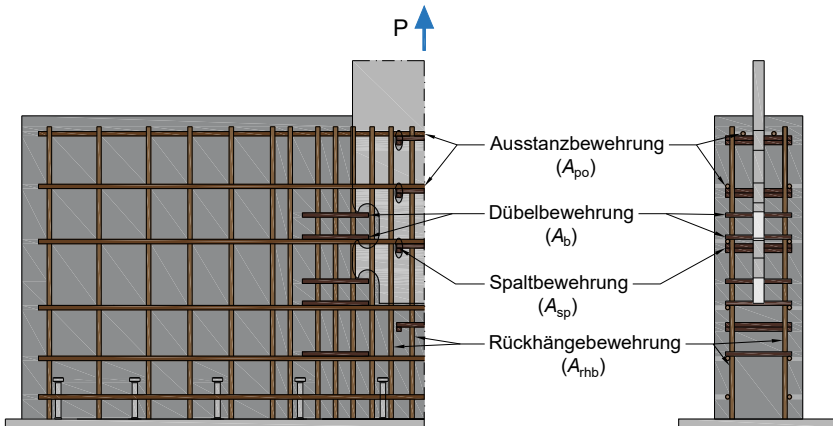 P
Ausstanzbewehrung
(Apo)
Dübelbewehrung
(Ab)
Spaltbewehrung
(Asp)
Rückhängebewehrung
(Arhb)